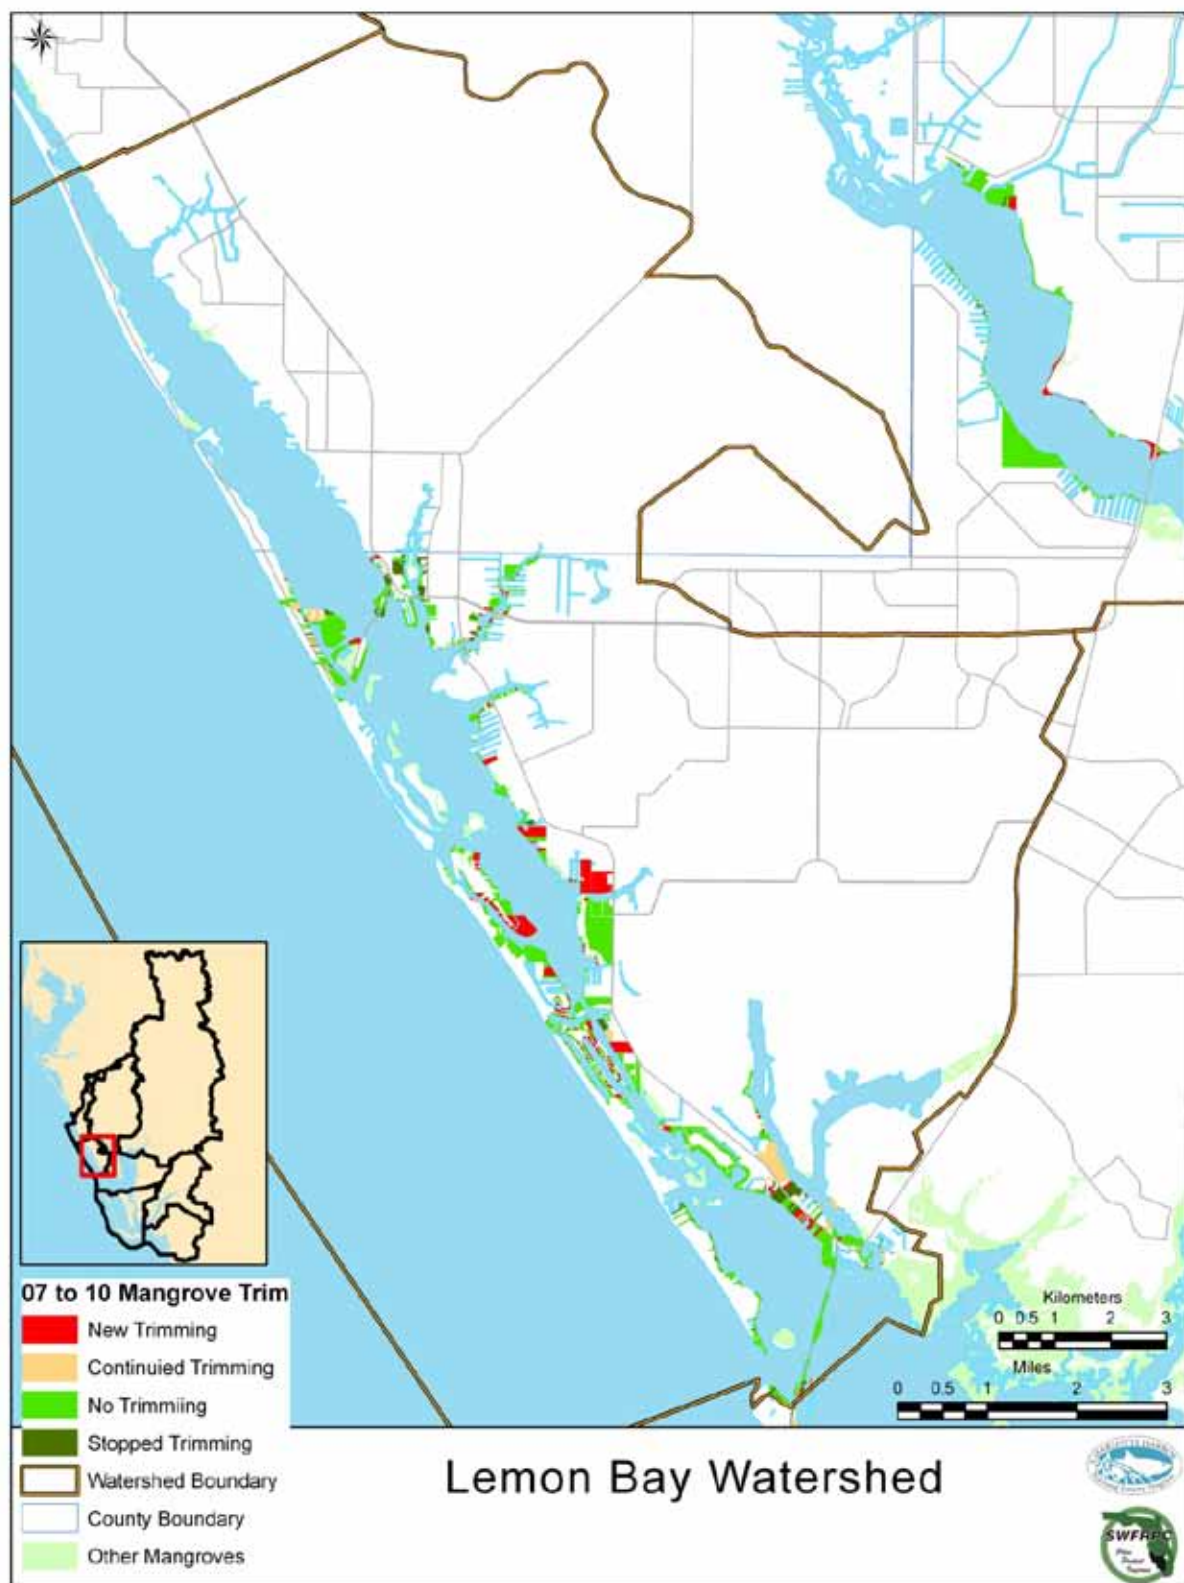 Kilometers
0 0.5 1 2 3
Miles
0 0.5 1 2 3
07 to 10 Mangrove Trim
New Trimming
Continuied Trimming
No Trimmiing
Stopped Trimming
Watershed Boundary
County Boundary
Other Mangroves
Lemon Bay Watershed
SWFRPC